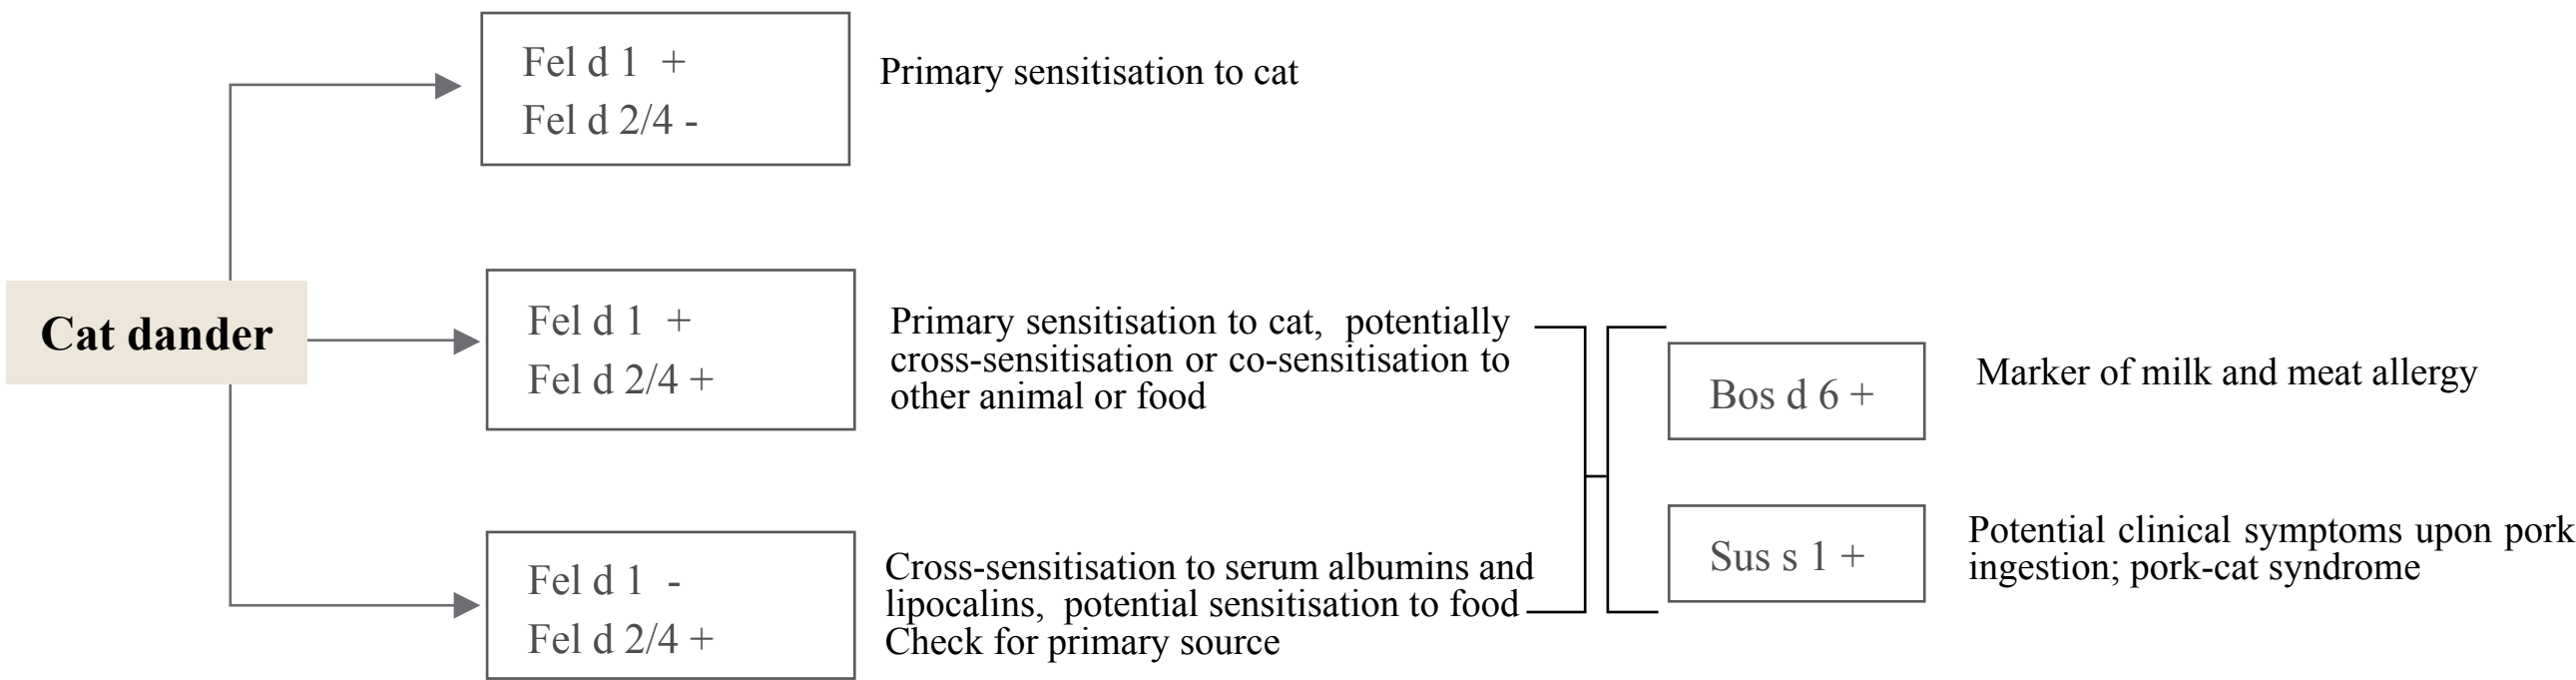 Fel d 1 +
Fel d 2/4 -
Primary sensitisation to cat
Cat dander
Fel d 1 +
Fel d 2/4 +
Primary sensitisation to cat, potentially
cross-sensitisation or co-sensitisation to
other animal or food
Fel d 1 -
Fel d 2/4 +
Cross-sensitisation to serum albumins and
lipocalins, potential sensitisation to food
Check for primary source
Bos d 6 +
Marker of milk and meat allergy
Sus s 1 +
Potential clinical symptoms upon pork
ingestion; pork-cat syndrome